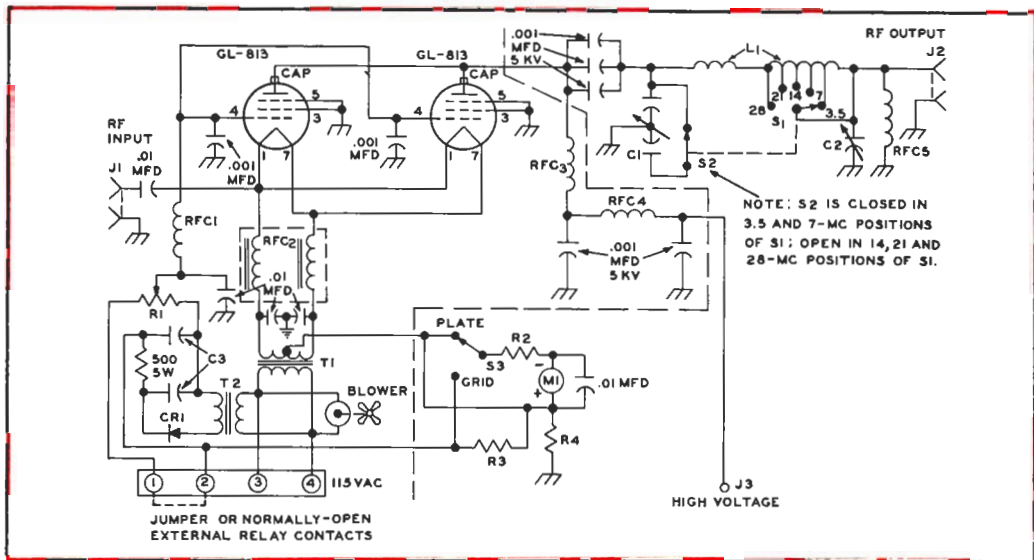 GL-813
GL-813
.001
MFD
5 KV
L1
RF OUTPUT
J2
CAP
CAP
4
5
3
1
7
4
5
3
1
7
28
21
14
7
3.5
S1
C2
RFC5
RF
INPUT
J1
.01
MFD
.001
MFD
.001
MFD
C1
S2
RFC1
RFC2
RFC3
RFC4
NOTE: S2 IS CLOSED IN
3.5 AND 7-MC POSITIONS
OF S1; OPEN IN 14, 21 AND
28-MC POSITIONS OF S1.
.01
MFD
.001
MFD
5 KV
R1
PLATE
R2
S3
-
M1
+
.01 MFD
GRID
500
5W
C3
T1
T2
BLOWER
CR1
R3
R4
1
2
3
4
115 VAC
J3
HIGH VOLTAGE
JUMPER OR NORMALLY-OPEN
EXTERNAL RELAY CONTACTS